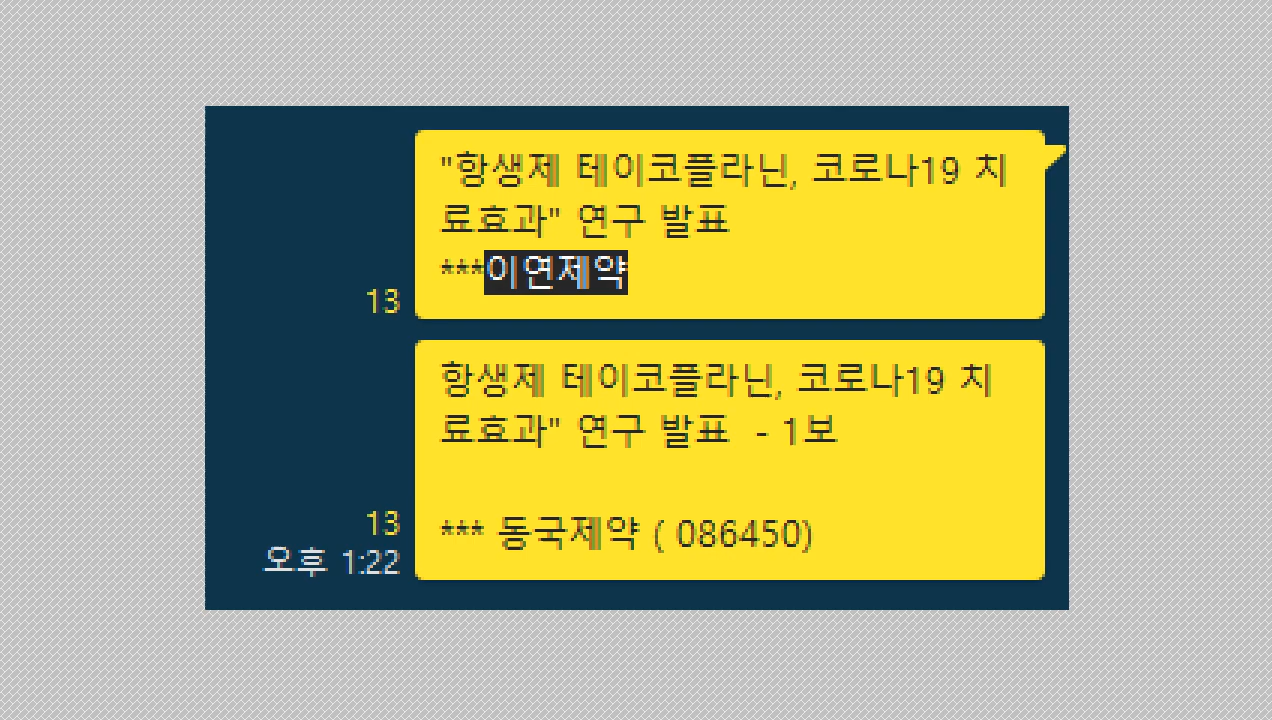 "항생제 테이코플라닌, 코로나19 치
료효과" 연구 발표
***이연제약
13
항생제 테이코플라닌, 코로나19 치
료효과" 연구 발표  - 1보
*** 동국제약 ( 086450)
13
오후 1:22